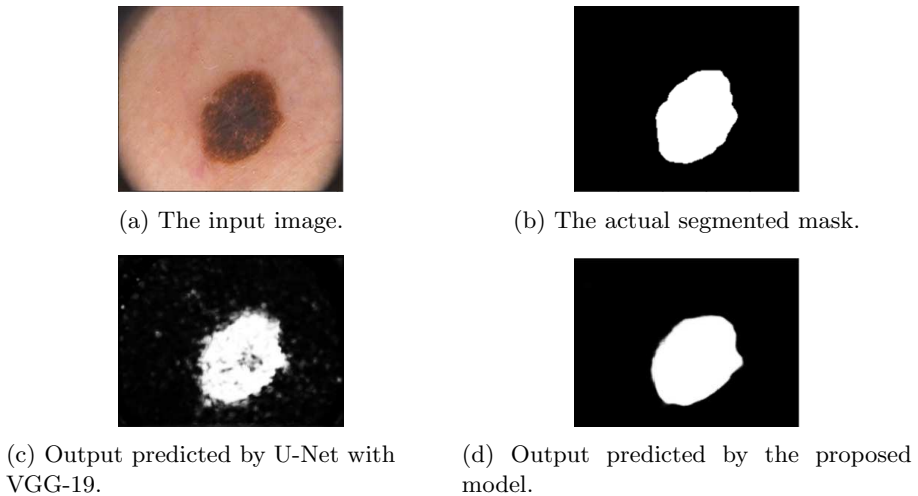 (a) The input image.
(b) The actual segmented mask.
(c) Output predicted by U-Net with
VGG-19.
(d) Output predicted by the proposed
model.